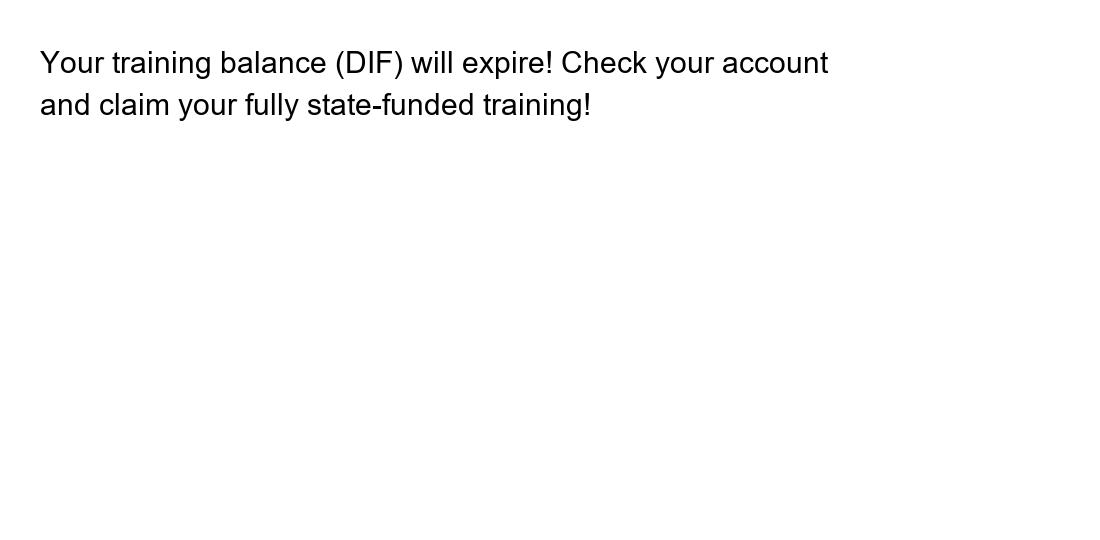 Your training balance (DIF) will expire! Check your account
and claim your fully state-funded training!